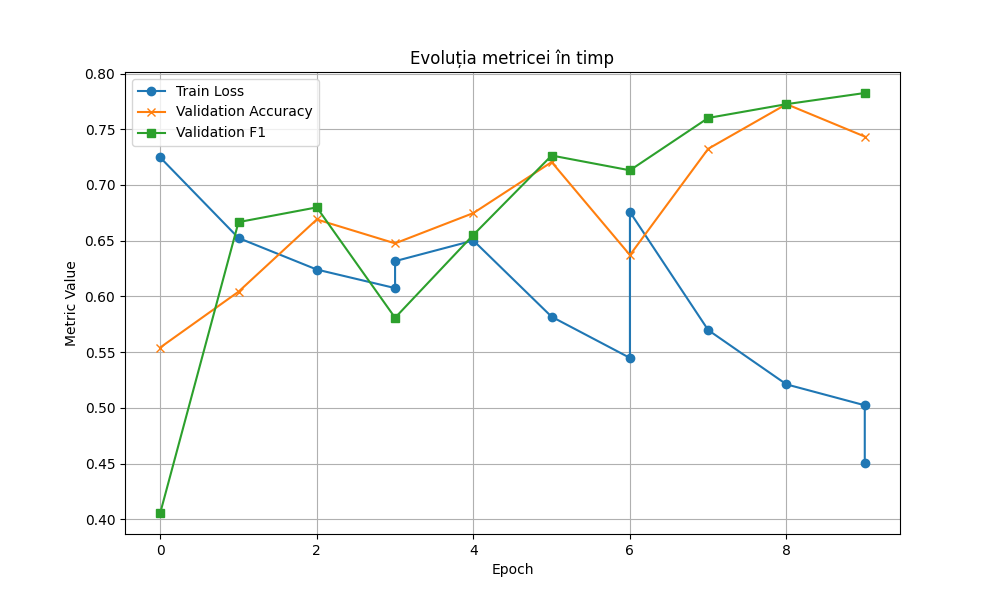 Evoluția metricei în timp
Train Loss
Validation Accuracy
Validation F1
0.80
0.75
0.70
0.65
0.60
0.55
0.50
0.45
0.40
Metric Value
0 2 4 6 8
Epoch